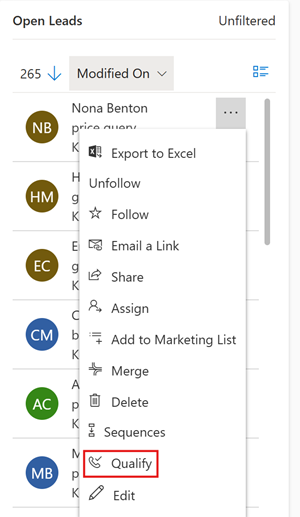 Open Leads Unfiltered
265 Modified On
NB Nona Benton ...
price query
K
Export to Excel
Unfollow
HM H
g
K
Follow
Email a Link
EC E
g
K
Share
Assign
CM C
b
K
Add to Marketing List
Merge
AC A
p
K
Delete
Sequences
MB M
p
K
Qualify
Edit